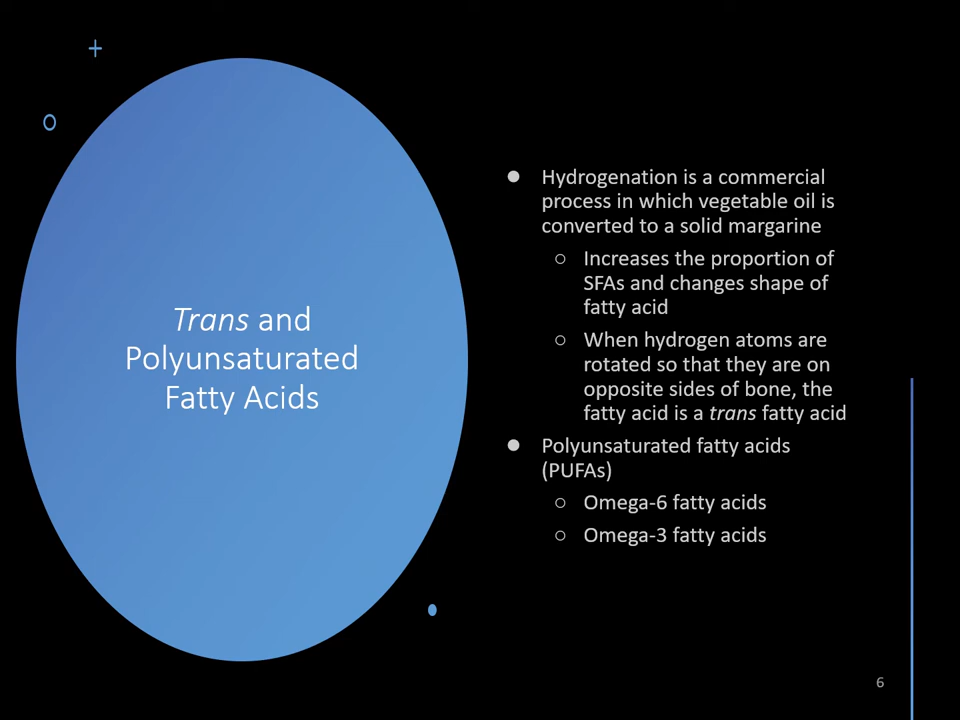 Trans and
Polyunsaturated
Fatty Acids
Hydrogenation is a commercial
process in which vegetable oil is
converted to a solid margarine
Increases the proportion of
SFAs and changes shape of
fatty acid
When hydrogen atoms are
rotated so that they are on
opposite sides of bone, the
fatty acid is a trans fatty acid
Polyunsaturated fatty acids
(PUFAs)
Omega-6 fatty acids
Omega-3 fatty acids
6